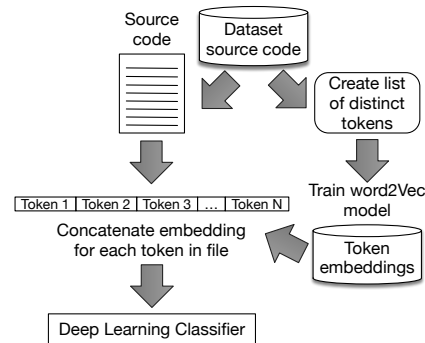 Source
code
Dataset
source code
Create list
of distinct
tokens
Train word2Vec
model
Token 1 Token 2 Token 3 ... Token N
Concatenate embedding
for each token in file
Token
embeddings
Deep Learning Classifier